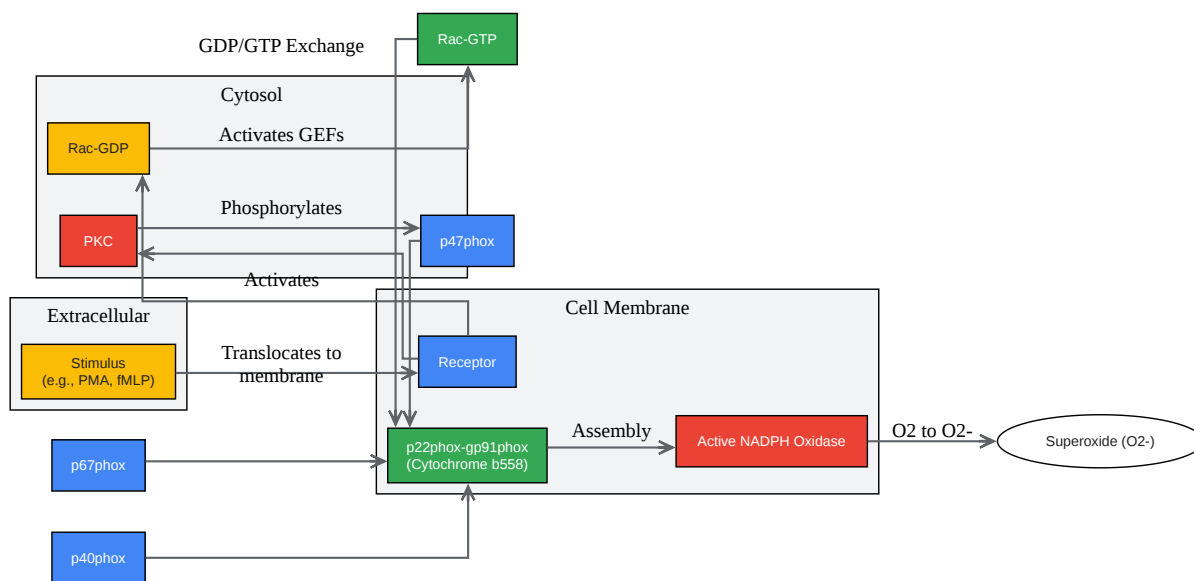 Rac-GTP
GDP/GTP Exchange
Cytosol
Rac-GDP
Activates GEFs
Phosphorylates
PKC
p47phox
Activates
Cell Membrane
Extracellular
Stimulus
(e.g., PMA, fMLP)
Translocates to
membrane
Receptor
p22phox-gp91phox
(Cytochrome b558)
Assembly
Active NADPH Oxidase
O2 to O2-
Superoxide (O2-)
p67phox
p40phox